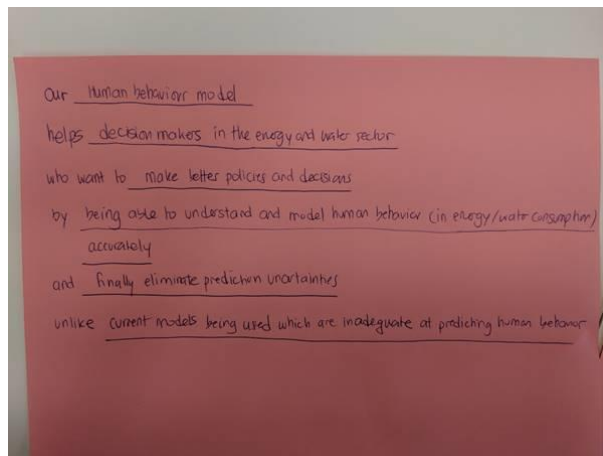 our Human behaviour model
helps decision makers in the energy and water sector
who want to make better policies and decisions
by being able to understand and model human behavior (in energy/water consumption)
accurately
and finally eliminate prediction uncertainties
unlike current models being used which are inadequate at predicting human behavior